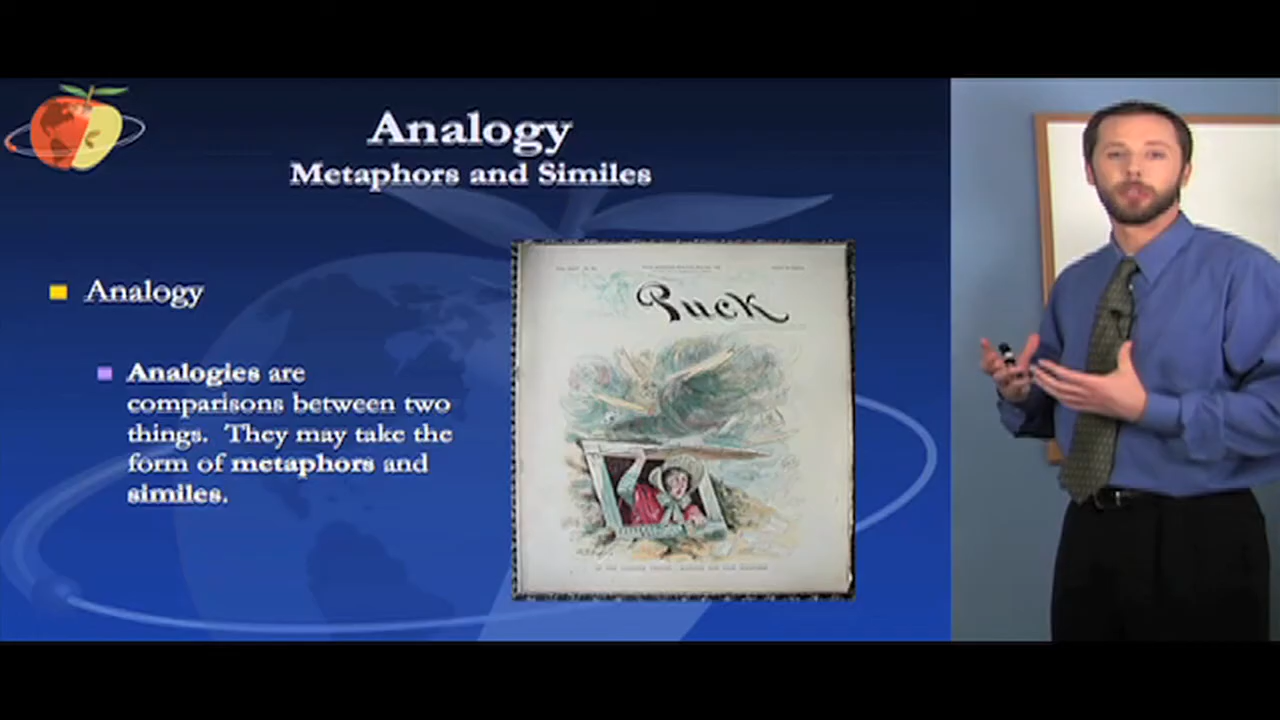 Analogy
Metaphors and Similes
Analogy
Analogies are
comparisons between two
things. They may take the
form of metaphors and
similes.
Puck